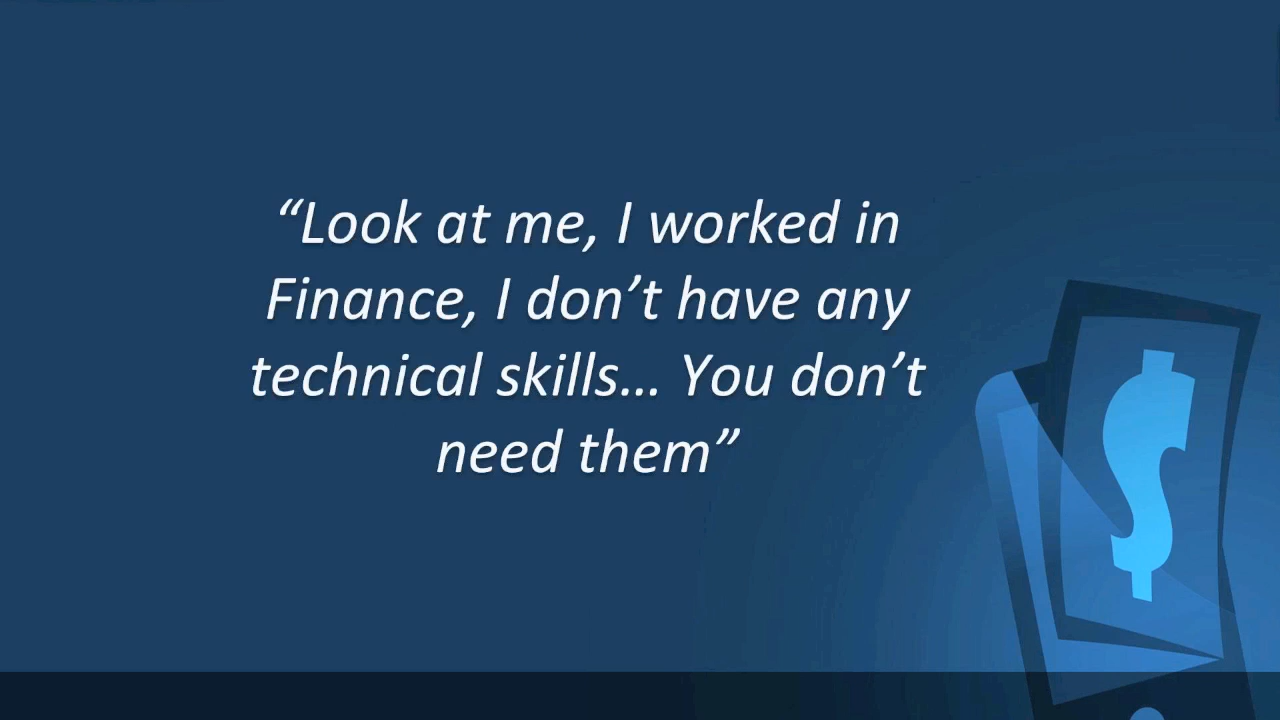 “Look at me, I worked in
Finance, I don’t have any
technical skills… You don’t
need them”
$